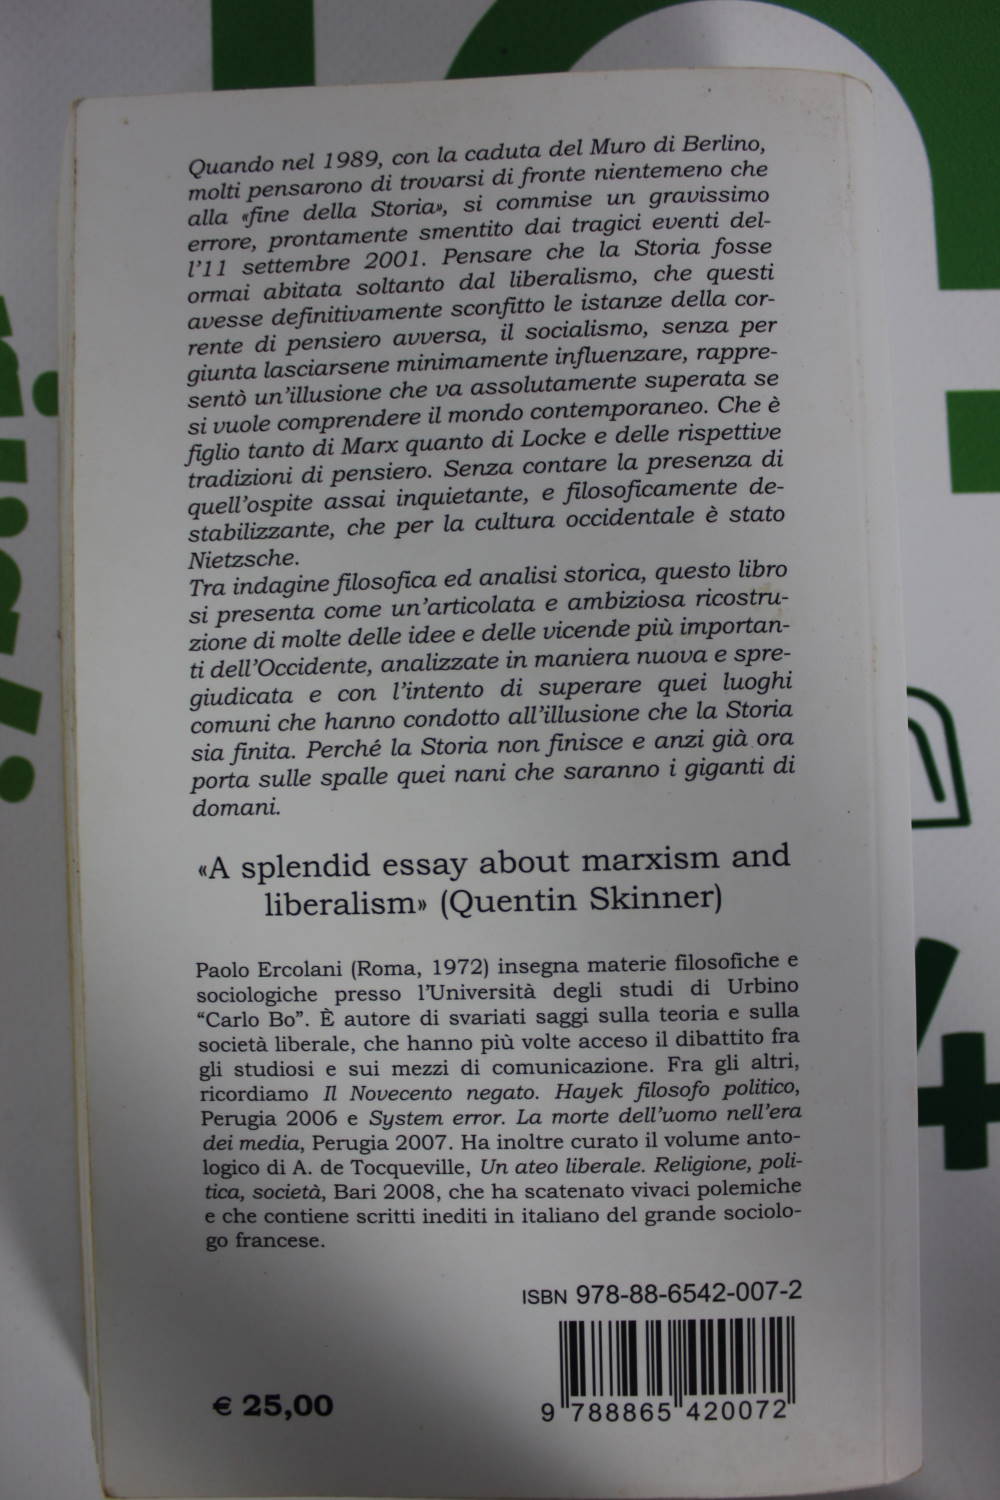 Quando nel 1989, con la caduta del Muro di Berlino,
molti pensarono di trovarsi di fronte nientemeno che
alla «fine della Storia», si commise un gravissimo
errore, prontamente smentito dai tragici eventi del-
l'11 settembre 2001. Pensare che la Storia fosse
ormai abitata soltanto dal liberalismo, che questi
avesse definitivamente sconfitto le istanze della cor-
rente di pensiero avversa, il socialismo, senza per
giunta lasciarsene minimamente influenzare, rappre-
sentò un'illusione che va assolutamente superata se
si vuole comprendere il mondo contemporaneo. Che è
figlio tanto di Marx quanto di Locke e delle rispettive
tradizioni di pensiero. Senza contare la presenza di
quell'ospite assai inquietante, e filosoficamente de-
stabilizzante, che per la cultura occidentale è stato
Nietzsche.
Tra indagine filosofica ed analisi storica, questo libro
si presenta come un'articolata e ambiziosa ricostru-
zione di molte delle idee e delle vicende più importan-
ti dell'Occidente, analizzate in maniera nuova e spre-
giudicata e con l'intento di superare quei luoghi
comuni che hanno condotto all'illusione che la Storia
sia finita. Perché la Storia non finisce e anzi già ora
porta sulle spalle quei nani che saranno i giganti di
domani.
«A splendid essay about marxism and
liberalism» (Quentin Skinner)
Paolo Ercolani (Roma, 1972) insegna materie filosofiche e
sociologiche presso l'Università degli studi di Urbino
“Carlo Bo”. È autore di svariati saggi sulla teoria e sulla
società liberale, che hanno più volte acceso il dibattito fra
gli studiosi e sui mezzi di comunicazione. Fra gli altri,
ricordiamo Il Novecento negato. Hayek filosofo politico,
Perugia 2006 e System error. La morte dell'uomo nell'era
dei media, Perugia 2007. Ha inoltre curato il volume anto-
logico di A. de Tocqueville, Un ateo liberale. Religione, poli-
tica, società, Bari 2008, che ha scatenato vivaci polemiche
e che contiene scritti inediti in italiano del grande sociolo-
go francese.
ISBN 978-88-6542-007-2
€ 25,00
9 788865 420072